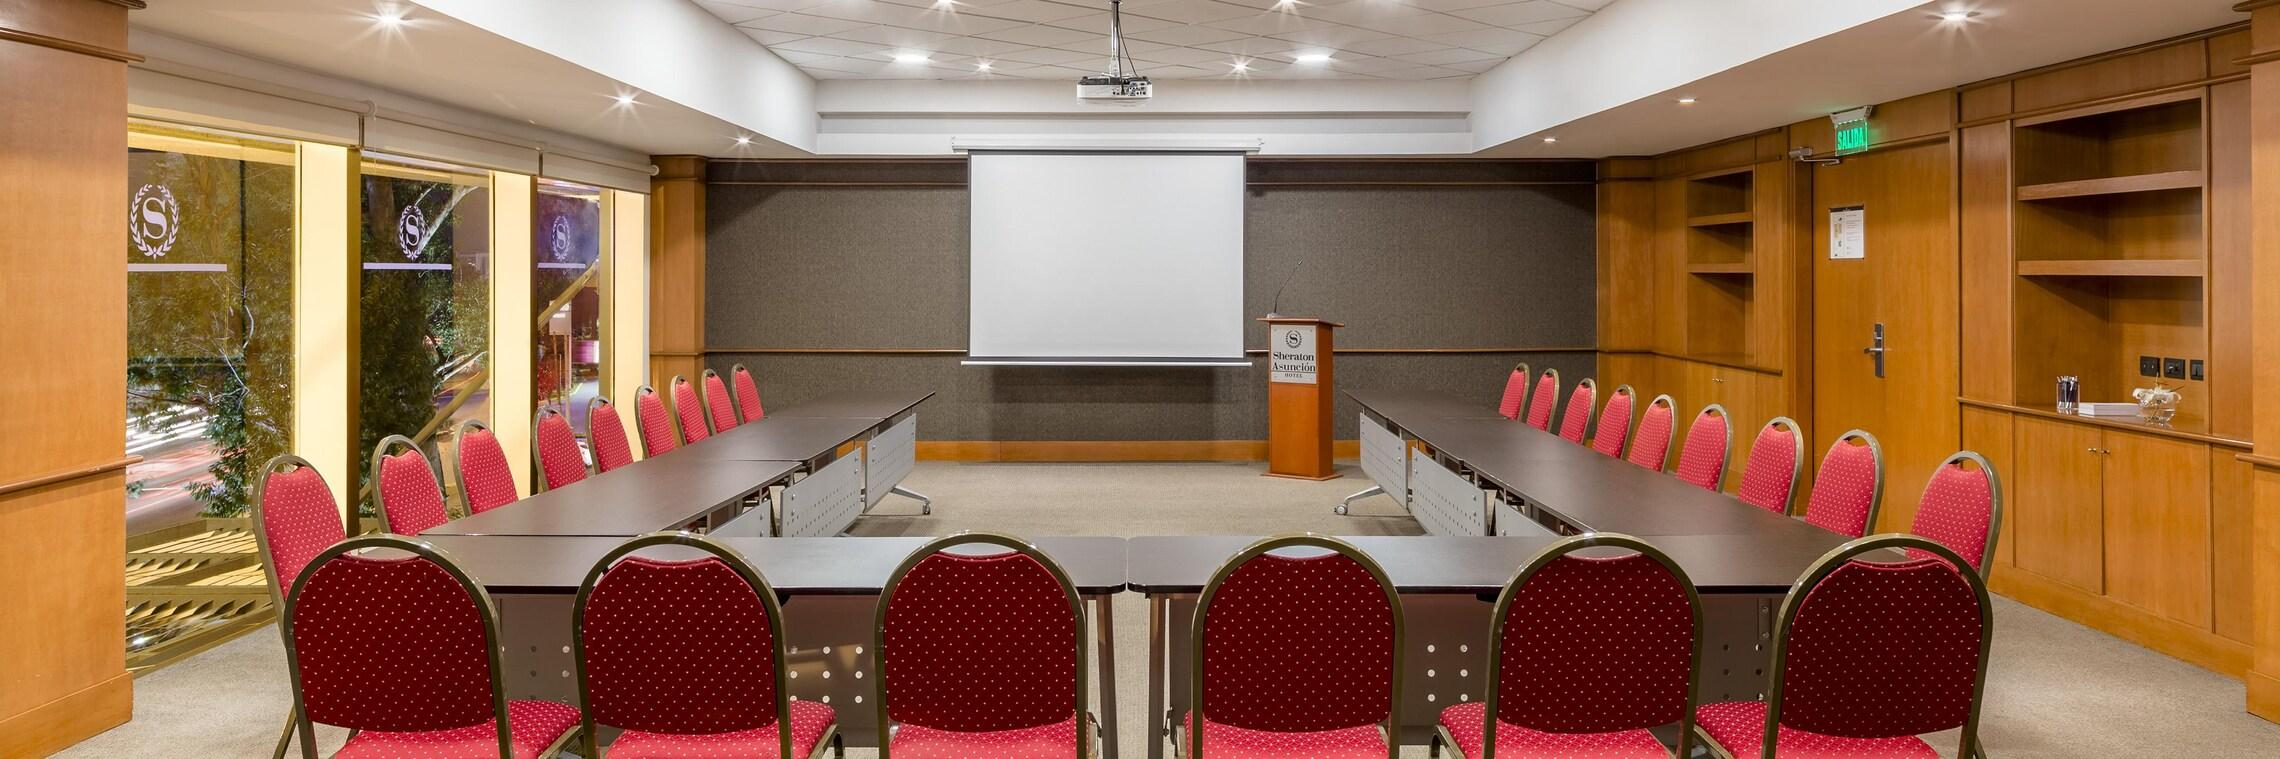 S
S
S
SALIDA
S
Sheraton
Asunción
HOTEL